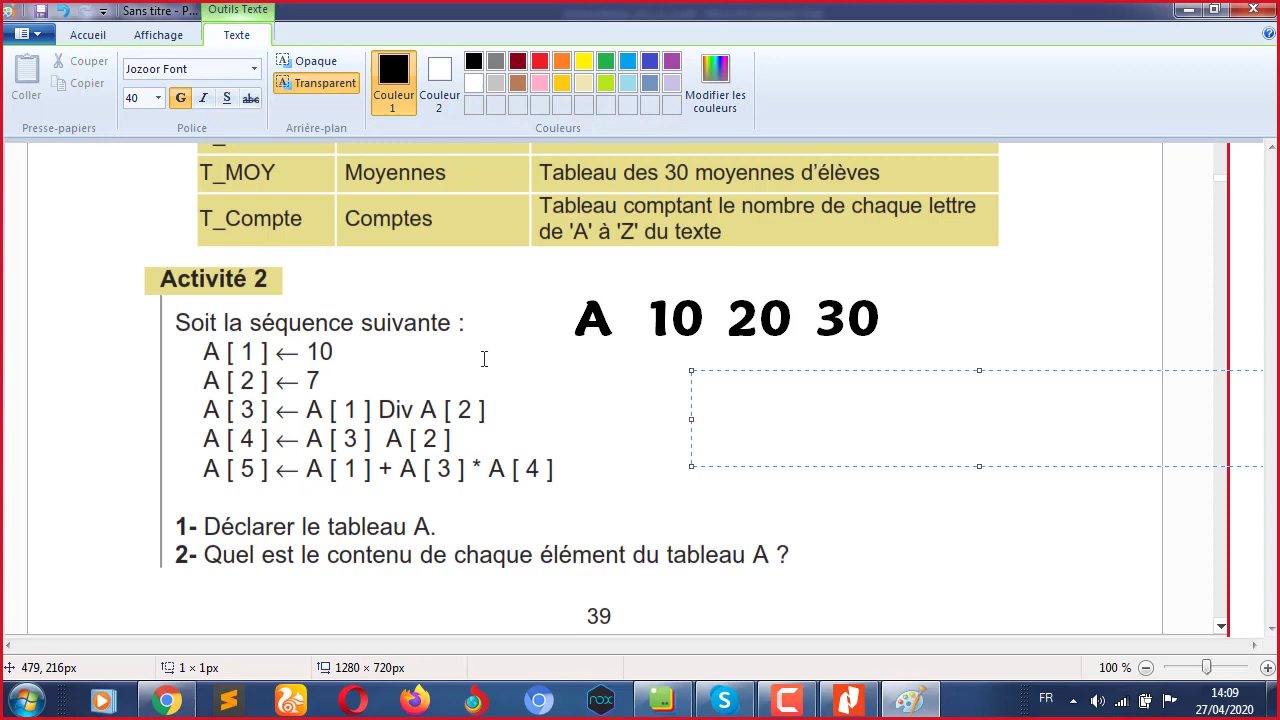 Sans titre - P...
Outils Texte
Accueil
Affichage
Texte
Coller
Couper
Copier
Presse-papiers
Jozoor Font
40
G I S abc
Police
Opaque
Transparent
Arrière-plan
Couleur 1
Couleur 2
Modifier les couleurs
Couleurs
T_MOY Moyennes Tableau des 30 moyennes d'élèves
T_Compte Comptes Tableau comptant le nombre de chaque lettre
de 'A' à 'Z' du texte
Activité 2
A 10 20 30
Soit la séquence suivante :
A [ 1 ] ← 10
A [ 2 ] ← 7
A [ 3 ] ← A [ 1 ] Div A [ 2 ]
A [ 4 ] ← A [ 3 ] A [ 2 ]
A [ 5 ] ← A [ 1 ] + A [ 3 ] * A [ 4 ]
1- Déclarer le tableau A.
2- Quel est le contenu de chaque élément du tableau A ?
39
479, 216px
1 × 1px
1280 × 720px
100 %
nox
FR
14:09
27/04/2020